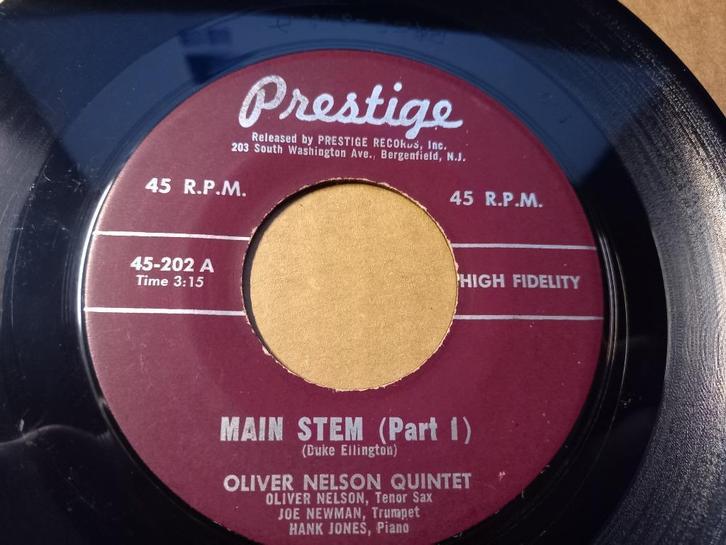 Prestige
Released by PRESTIGE RECORDS, Inc.
203 South Washington Ave., Bergenfield, N.J.
45 R.P.M.
45 R.P.M.
45-202 A
Time 3:15
HIGH FIDELITY
MAIN STEM (Part I)
(Duke Ellington)
OLIVER NELSON QUINTET
OLIVER NELSON, Tenor Sax
JOE NEWMAN, Trumpet
HANK JONES, Piano